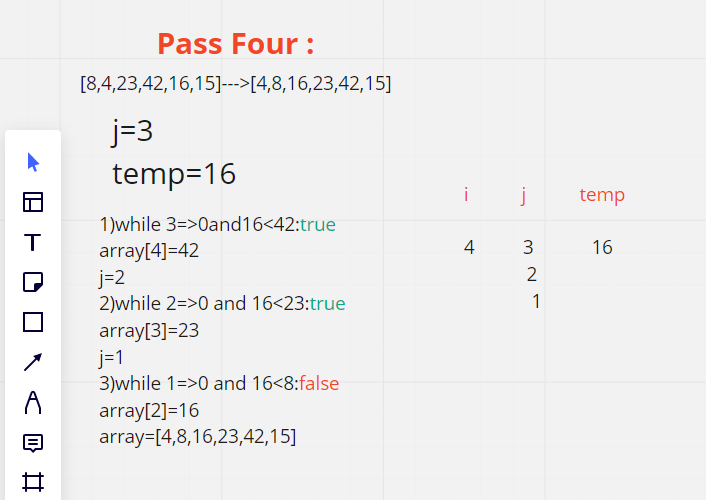 Pass Four :
[8,4,23,42,16,15]--->[4,8,16,23,42,15]
j=3
temp=16
1)while 3=>0and16<42:true
array[4]=42
j=2
2)while 2=>0 and 16<23:true
array[3]=23
j=1
3)while 1=>0 and 16<8:false
array[2]=16
array=[4,8,16,23,42,15]
i j temp
4 3 16
2
1